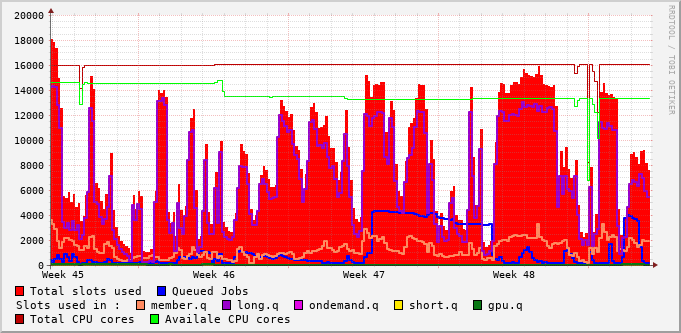 20000
18000
16000
14000
12000
10000
8000
6000
4000
2000
0
Week 45 Week 46 Week 47 Week 48
RRDTOOL / TOBI OETIKER
Total slots used Queued Jobs
Slots used in : member.q long.q ondemand.q short.q gpu.q
Total CPU cores Availale CPU cores